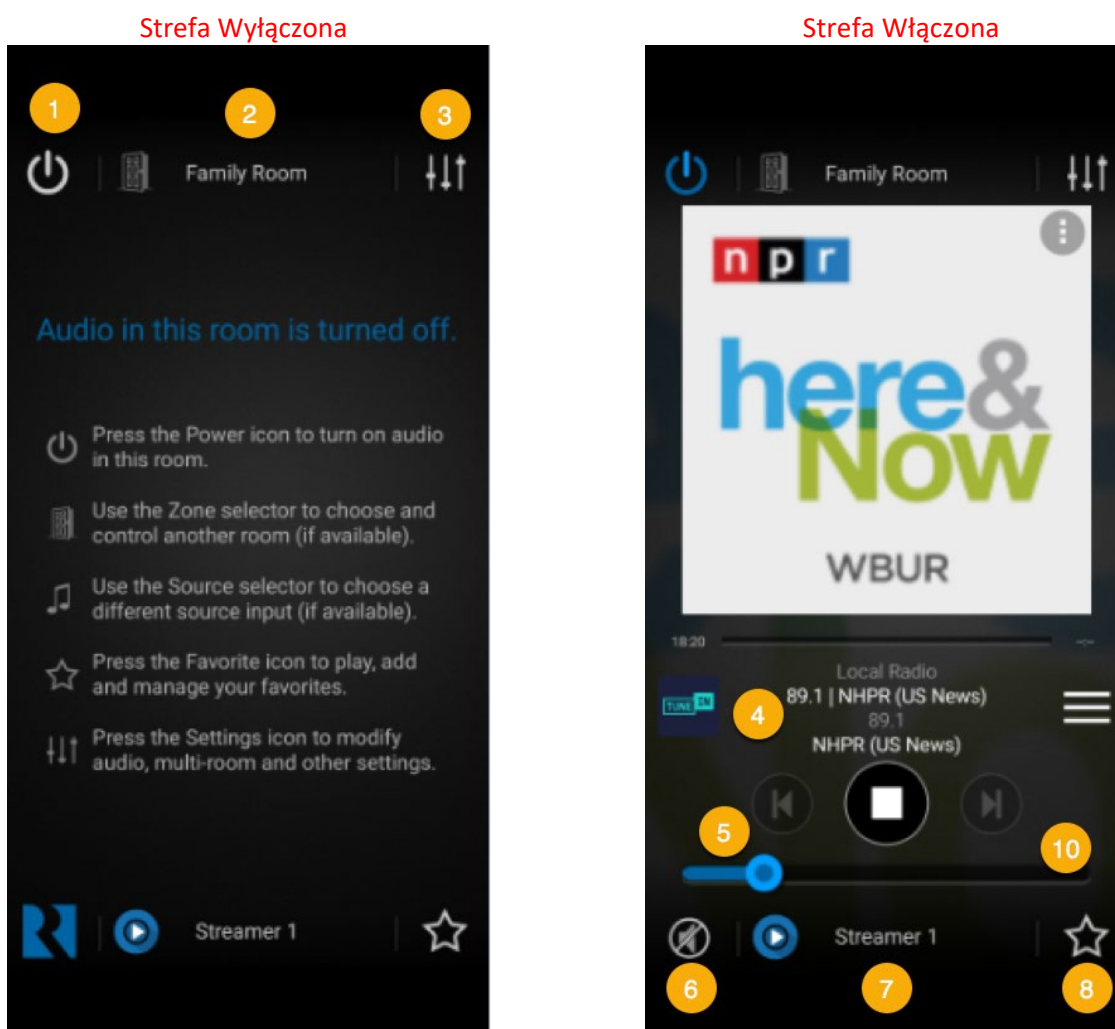 Strefa Wyłączona
1
2
3
Family Room
Audio in this room is turned off.
Press the Power icon to turn on audio
in this room.
Use the Zone selector to choose and
control another room (if available).
Use the Source selector to choose a
different source input (if available).
Press the Favorite icon to play, add
and manage your favorites.
Press the Settings icon to modify
audio, multi-room and other settings.
Streamer 1
Strefa Włączona
Family Room
npr
here&
Now
WBUR
18:20
--:--
Local Radio
TUNE IN
4
89.1 | NHPR (US News)
89.1
NHPR (US News)
5
10
Streamer 1
6
7
8